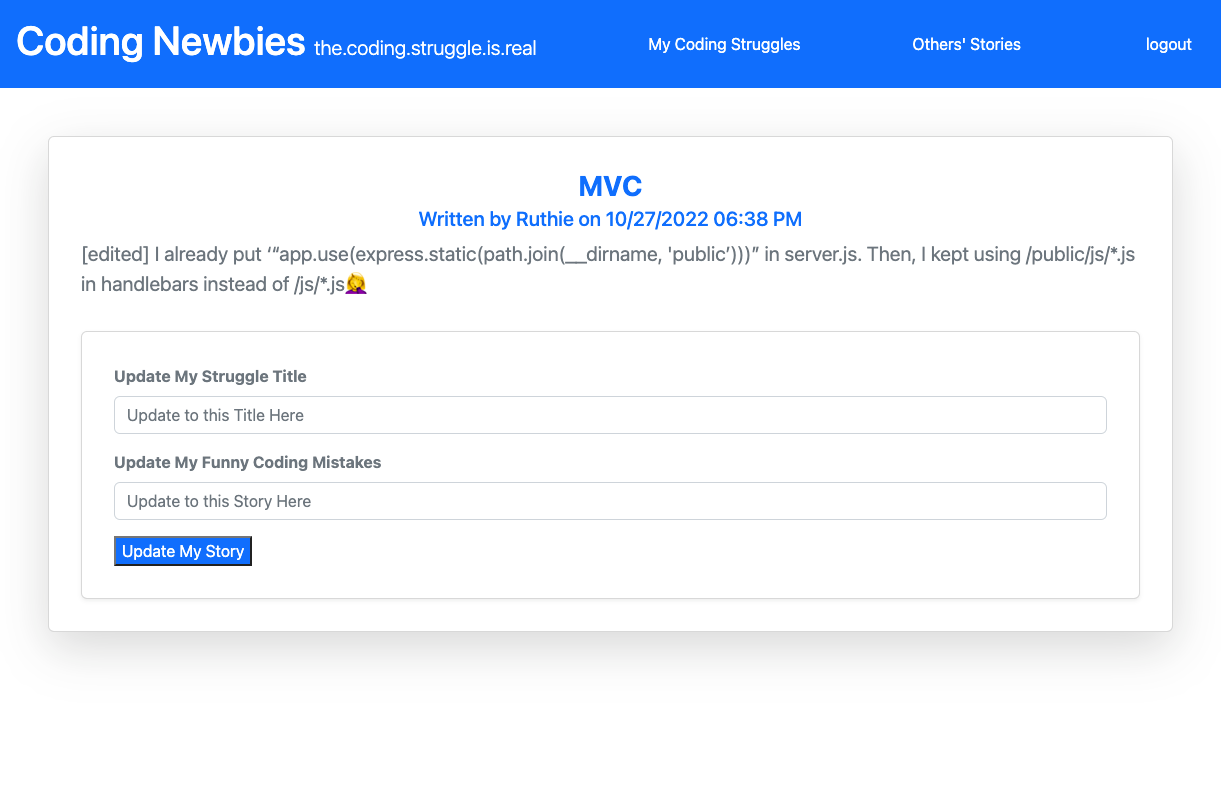 Coding Newbies the.coding.struggle.is.real My Coding Struggles Others' Stories logout
MVC
Written by Ruthie on 10/27/2022 06:38 PM
[edited] I already put ‘“app.use(express.static(path.join(__dirname, 'public’)))” in server.js. Then, I kept using /public/js/*.js
in handlebars instead of /js/*.js🤦‍♀️
Update My Struggle Title
Update to this Title Here
Update My Funny Coding Mistakes
Update to this Story Here
Update My Story